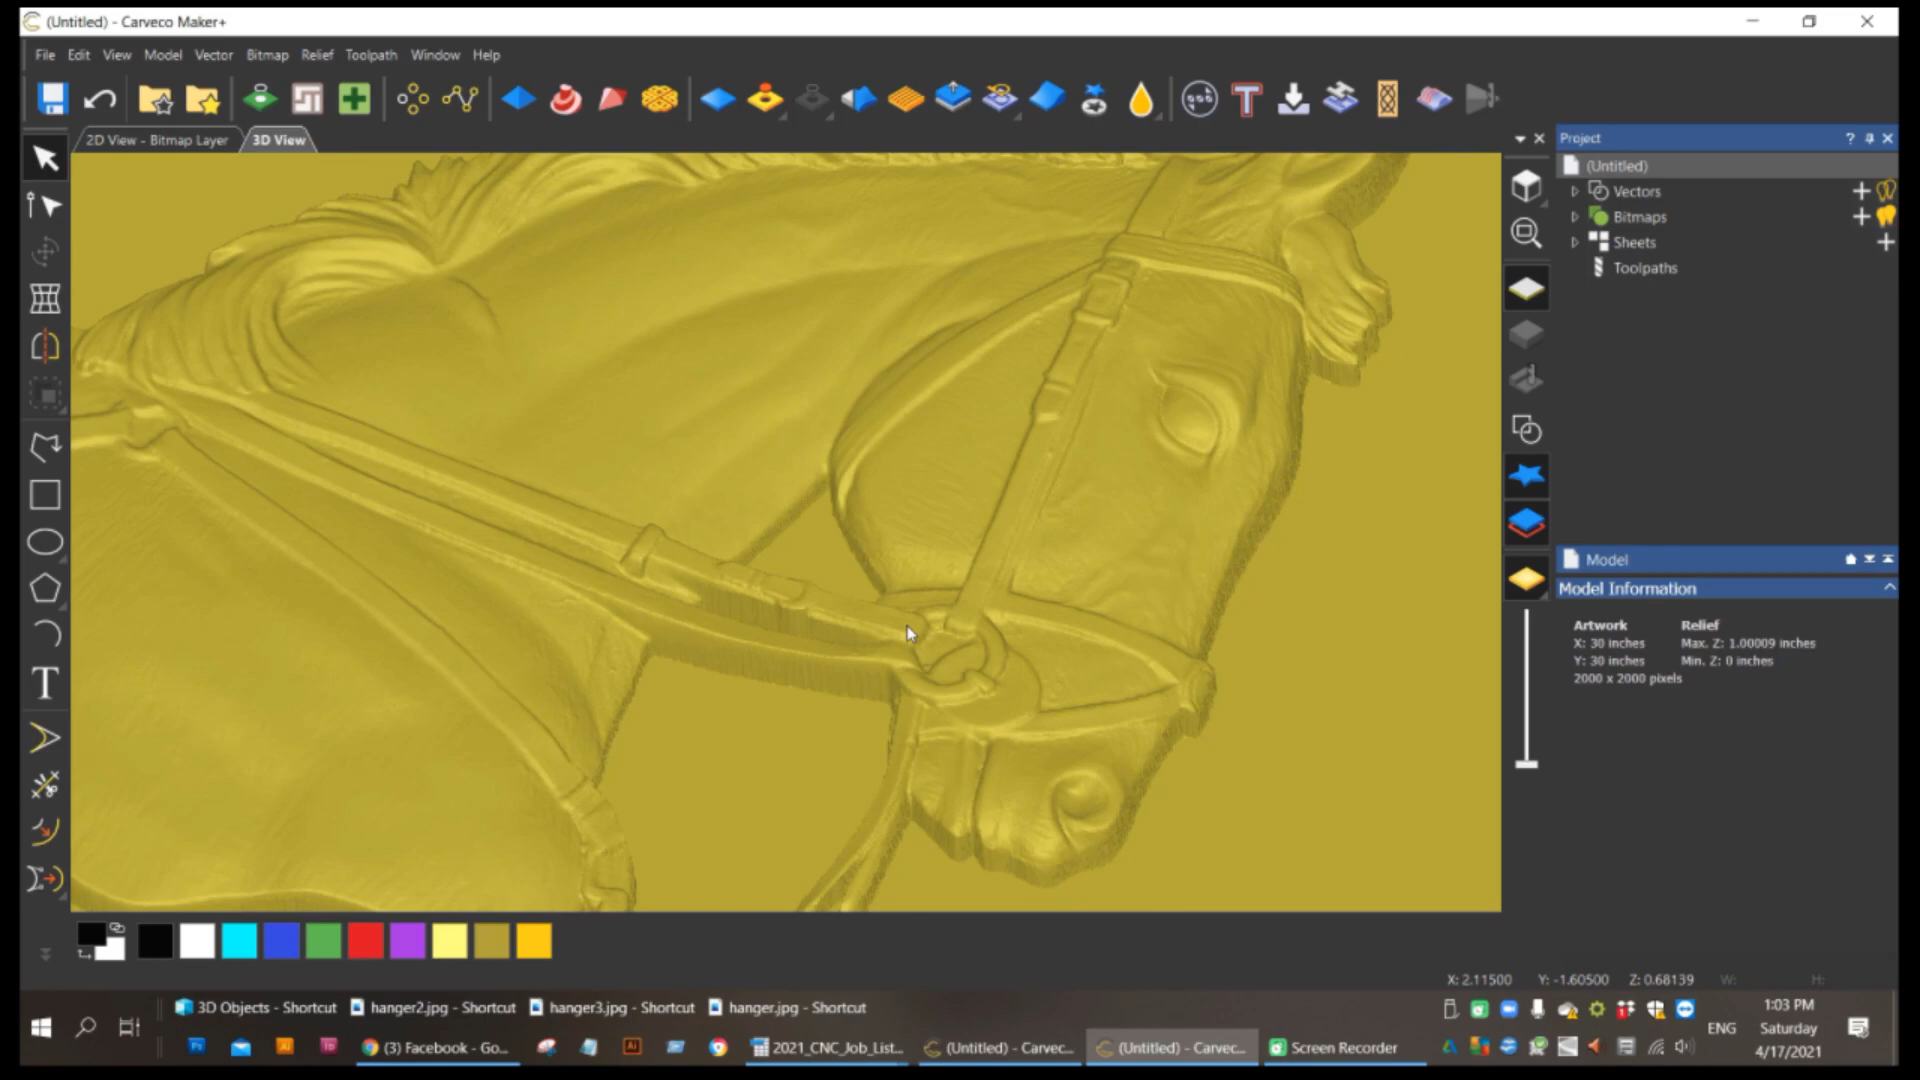 (Untitled) - Carveco Maker+
File Edit View Model Vector Bitmap Relief Toolpath Window Help
2D View - Bitmap Layer 3D View
Project
(Untitled)
Vectors
Bitmaps
Sheets
Toolpaths
Model
Model Information
Artwork Relief
X: 30 inches Max. Z: 1.00009 inches
Y: 30 inches Min. Z: 0 inches
2000 x 2000 pixels
X: 2.11500 Y: -1.60500 Z: 0.68139 W: H:
3D Objects - Shortcut hanger2.jpg - Shortcut hanger3.jpg - Shortcut hanger.jpg - Shortcut
1:03 PM
ENG Saturday
4/17/2021
(3) Facebook - Go... 2021_CNC_Job_List... (Untitled) - Carvec... (Untitled) - Carvec... Screen Recorder